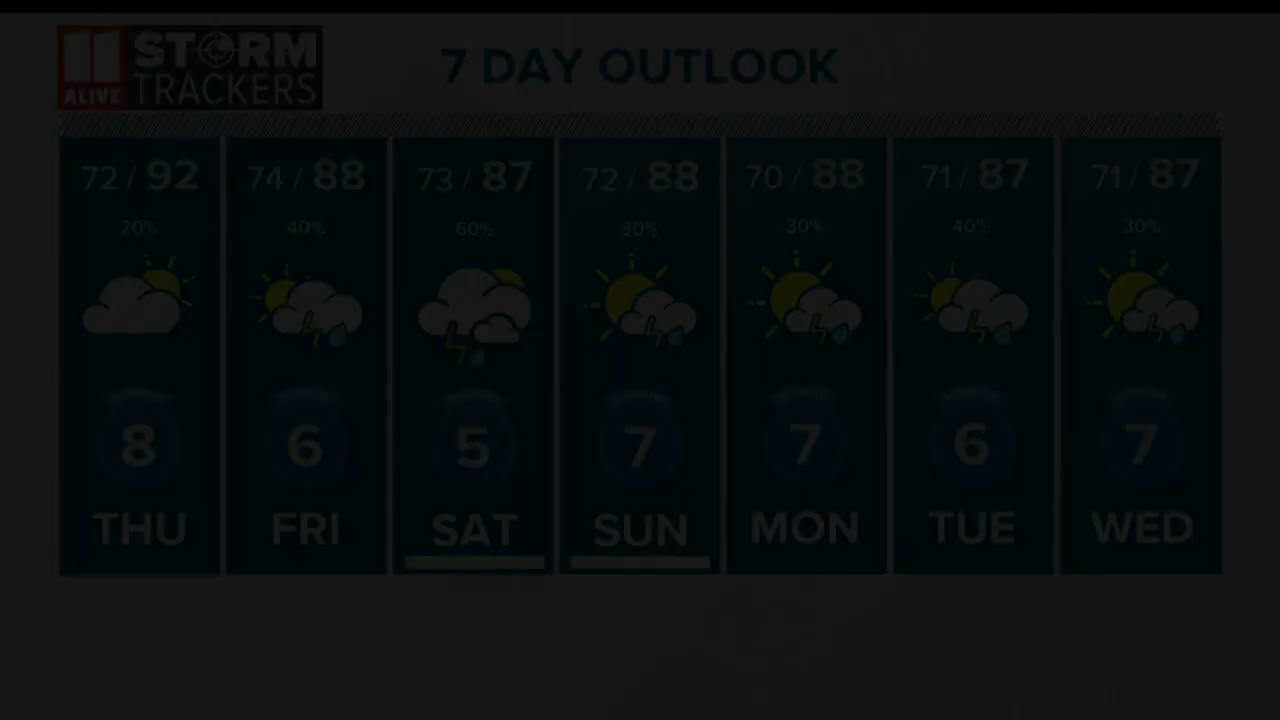 11 ALIVE STORM TRACKERS
7 DAY OUTLOOK
72 / 92 74 / 88 73 / 87 72 / 88 70 / 88 71 / 87 71 / 87
20% 40% 60% 30% 30% 40% 30%
8 6 5 7 7 6 7
THU FRI SAT SUN MON TUE WED